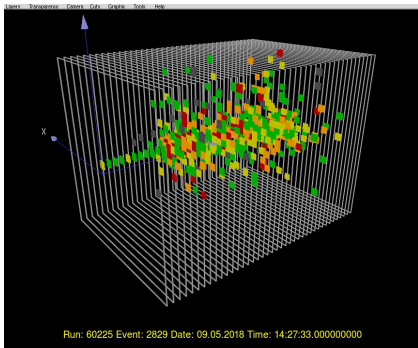 Layers Transparency Camera Cuts Graphic Tools Help
X
Run: 60225 Event: 2829 Date: 09.05.2018 Time: 14:27:33.000000000